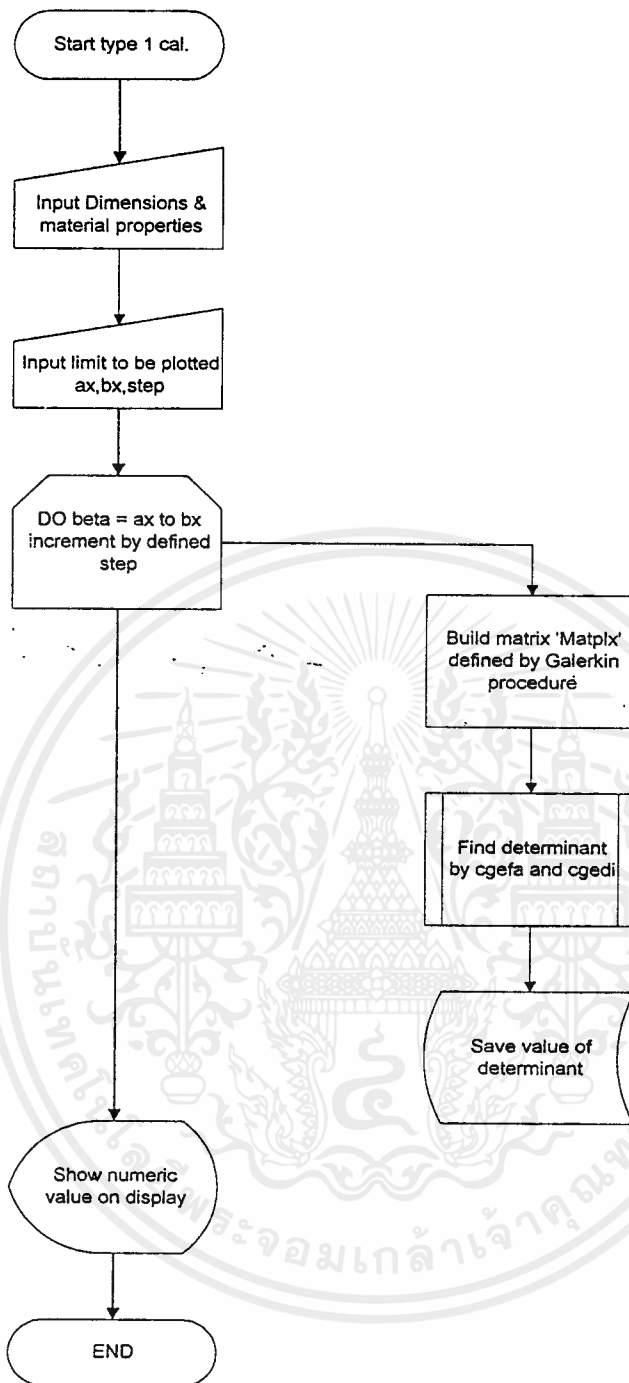 Start type 1 cal.
Input Dimensions &
material properties
Input limit to be plotted
ax,bx,step
DO beta = ax to bx
increment by defined
step
Build matrix 'Matplx'
defined by Galerkin
procedure
Find determinant
by cgefa and cgedi
Save value of
determinant
Show numeric
value on display
END